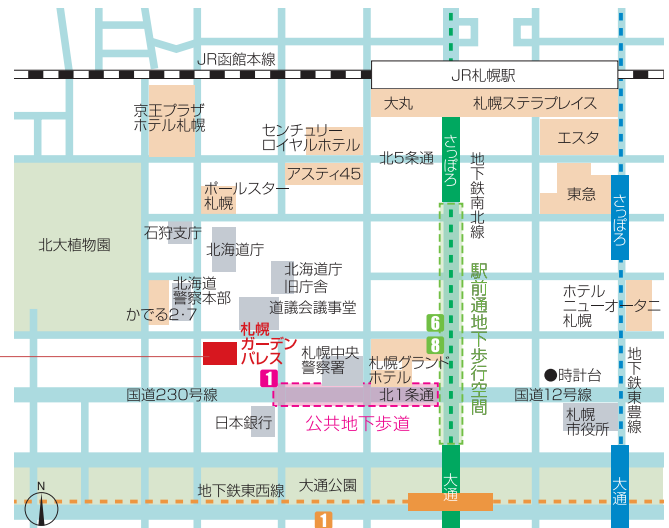 JR函館本線
JR札幌駅
大丸
札幌ステラプレイス
京王プラザ
ホテル札幌
センチュリー
ロイヤルホテル
北5条通
さっぽろ
地下鉄南北線
エスタ
アスティ45
ポールスター
札幌
東急
さっぽろ
石狩支庁
北海道庁
北大植物園
北海道庁
旧庁舎
北海道
警察本部
かでる2・7
道議会議事堂
駅前通地下歩行空間
ホテル
ニューオータニ
札幌
札幌
ガーデン
パレス
6
8
札幌中央
警察署
札幌グランド
ホテル
1
時計台
地下鉄東豊線
国道230号線
北1条通
国道12号線
日本銀行
公共地下歩道
札幌
市役所
地下鉄東西線
大通公園
大通
大通
N
1